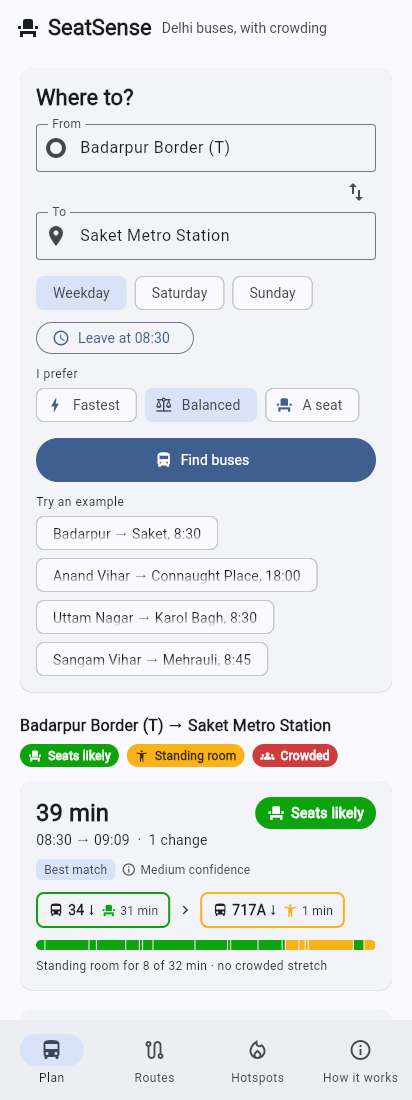 SeatSense Delhi buses, with crowding
Where to?
From
Badarpur Border (T)
To
Saket Metro Station
Weekday Saturday Sunday
Leave at 08:30
I prefer
Fastest Balanced A seat
Find buses
Try an example
Badarpur → Saket, 8:30
Anand Vihar → Connaught Place, 18:00
Uttam Nagar → Karol Bagh, 8:30
Sangam Vihar → Mehrauli, 8:45
Badarpur Border (T) → Saket Metro Station
Seats likely Standing room Crowded
39 min Seats likely
08:30 → 09:09 · 1 change
Best match Medium confidence
34 ↓ 31 min > 717A ↓ 1 min
Standing room for 8 of 32 min · no crowded stretch
Plan Routes Hotspots How it works